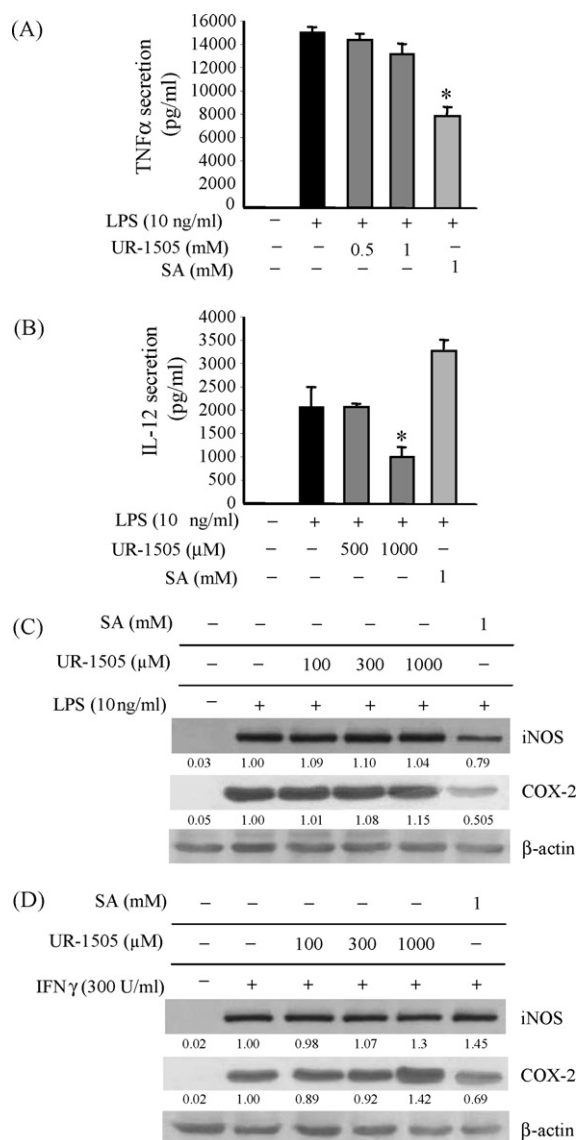 (A)
TNFα secretion
(pg/ml)
16000
14000
12000
10000
8000
6000
4000
2000
0
*
LPS (10 ng/ml) – + + + +
UR-1505 (mM) – – 0.5 1 –
SA (mM) – – – – 1
(B)
IL-12 secretion
(pg/ml)
4000
3500
3000
2500
2000
1500
1000
500
0
*
LPS (10 ng/ml) – + + + +
UR-1505 (µM) – – 500 1000 –
SA (mM) – – – – 1
(C)
SA (mM) – – – – – 1
UR-1505 (µM) – – 100 300 1000 –
LPS (10ng/ml) – + + + + +
iNOS
0.03 1.00 1.09 1.10 1.04 0.79
COX-2
0.05 1.00 1.01 1.08 1.15 0.505
β-actin
(D)
SA (mM) – – – – – 1
UR-1505 (µM) – – 100 300 1000 –
IFNγ (300 U/ml) – + + + + +
iNOS
0.02 1.00 0.98 1.07 1.3 1.45
COX-2
0.02 1.00 0.89 0.92 1.42 0.69
β-actin